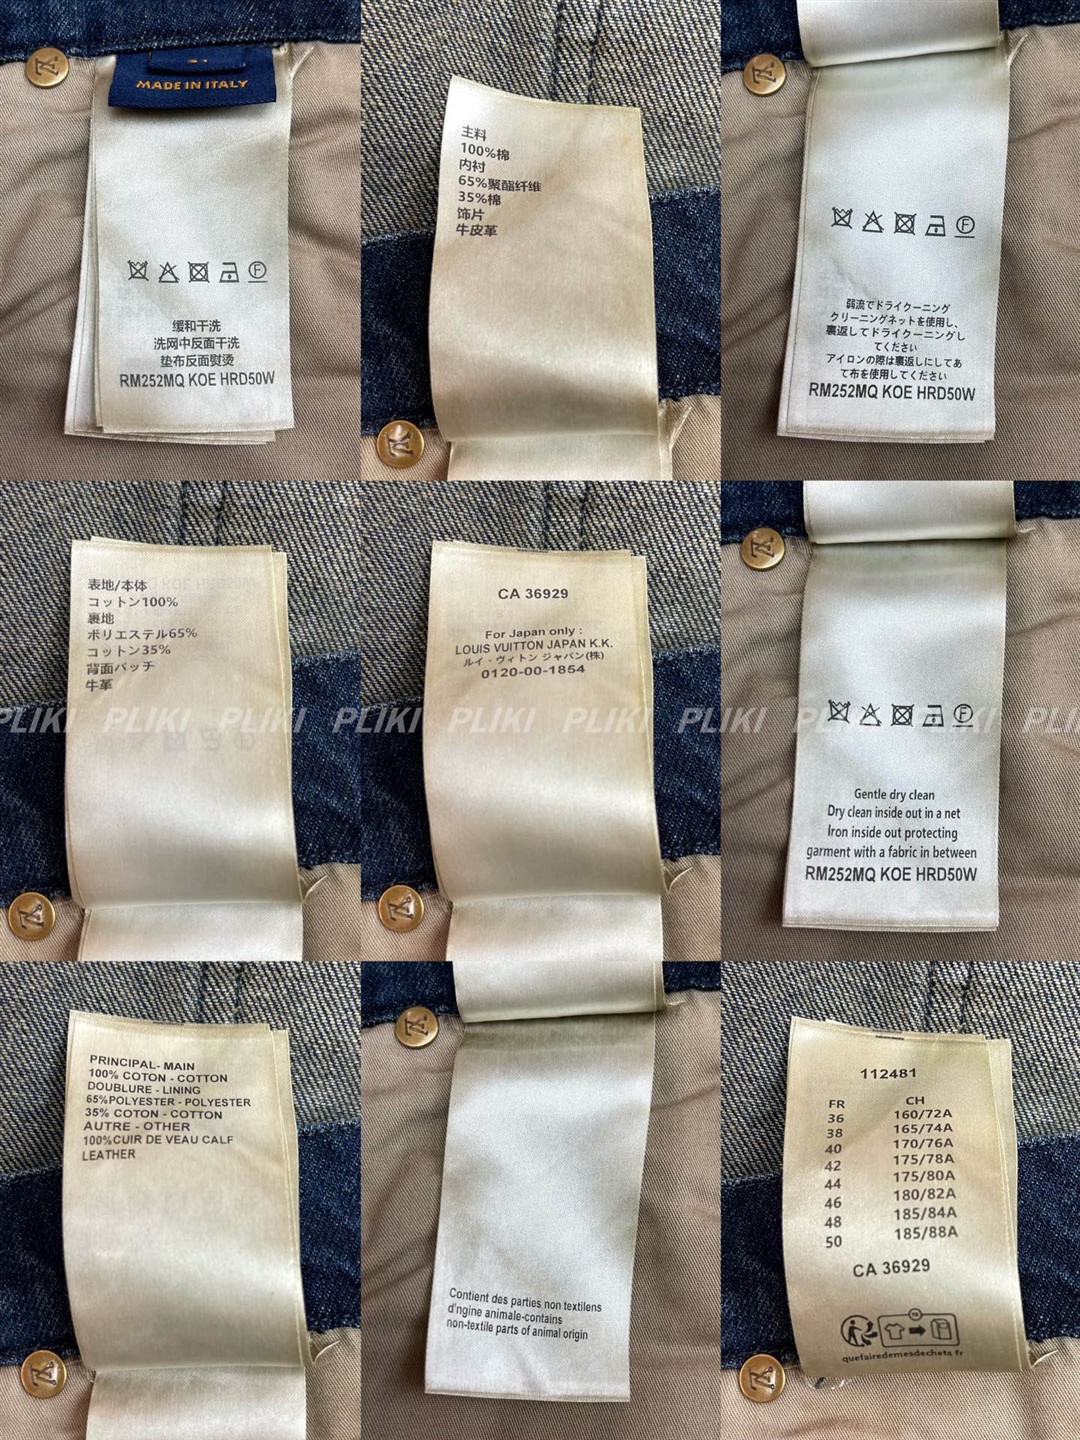 MADE IN ITALY
缓和干洗
洗网中反面干洗
垫布反面熨烫
RM252MQ KOE HRD50W
主料
100%棉
内衬
65%聚酯纤维
35%棉
饰片
牛皮革
弱流でドライクーニング
クリーニングネットを使用し、
裏返してドライクーニングし
てください
アイロンの際は裏返しにしてあ
て布を使用してください
RM252MQ KOE HRD50W
表地/本体
コットン100%
裏地
ポリエステル65%
コットン35%
背面パッチ
牛革
CA 36929
For Japan only :
LOUIS VUITTON JAPAN K.K.
ルイ・ヴィトン ジャパン(株)
0120-00-1854
Gentle dry clean
Dry clean inside out in a net
Iron inside out protecting
garment with a fabric in between
RM252MQ KOE HRD50W
PLIKI PLIKI PLIKI PLIKI PLIKI PLIKI PLIKI PLIKI PLIKI PLI
PRINCIPAL- MAIN
100% COTON - COTTON
DOUBLURE - LINING
65%POLYESTER - POLYESTER
35% COTON - COTTON
AUTRE - OTHER
100%CUIR DE VEAU CALF
LEATHER
Contient des parties non textilens
d'ngine animale-contains
non-textile parts of animal origin
112481
FR CH
36 160/72A
38 165/74A
40 170/76A
42 175/78A
44 175/80A
46 180/82A
48 185/84A
50 185/88A
CA 36929
FR
quefairedemesdechets.fr